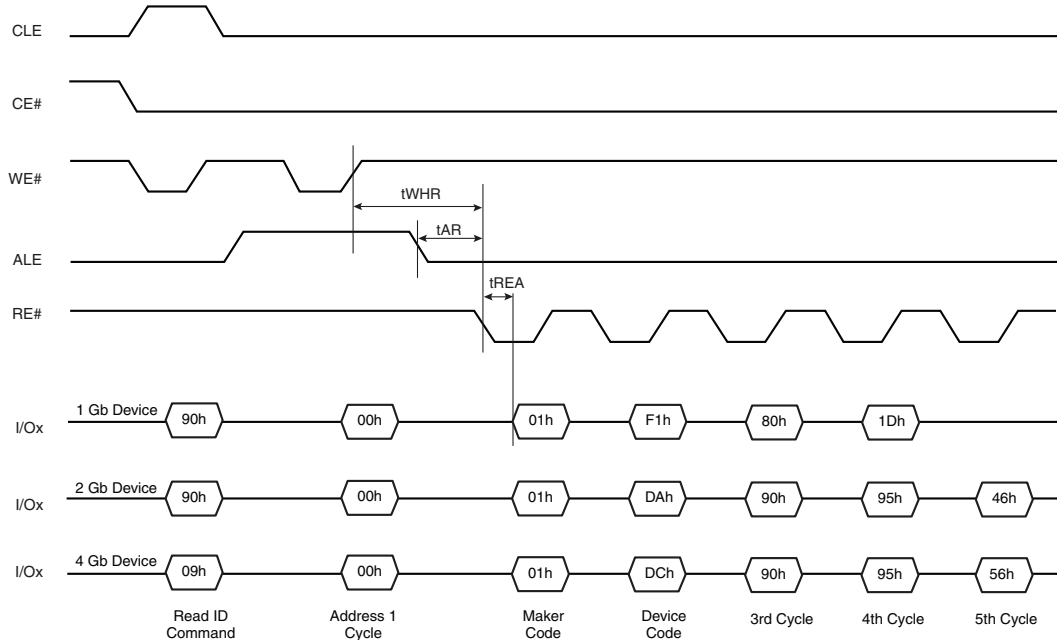 CLE
CE#
WE#
tWHR
tAR
ALE
tREA
RE#
1 Gb Device
I/Ox 90h 00h 01h F1h 80h 1Dh
2 Gb Device
I/Ox 90h 00h 01h DAh 90h 95h 46h
4 Gb Device
I/Ox 09h 00h 01h DCh 90h 95h 56h
Read ID Address 1 Maker Device 3rd Cycle 4th Cycle 5th Cycle
Command Cycle Code Code